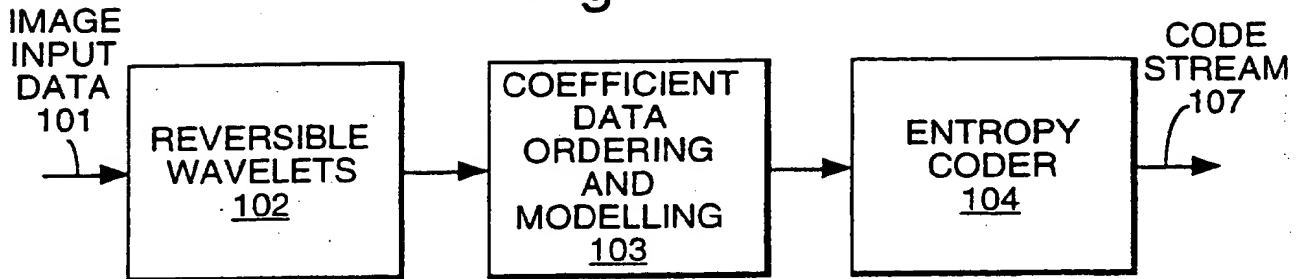 IMAGE
INPUT
DATA
101
REVERSIBLE
WAVELETS
102
COEFFICIENT
DATA
ORDERING
AND
MODELLING
103
ENTROPY
CODER
104
CODE
STREAM
107